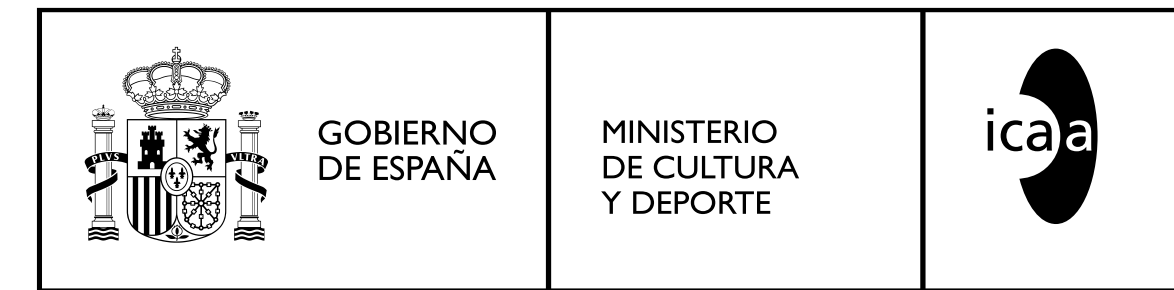 PLVS
VLTRA
GOBIERNO
DE ESPAÑA
MINISTERIO
DE CULTURA
Y DEPORTE
icaa